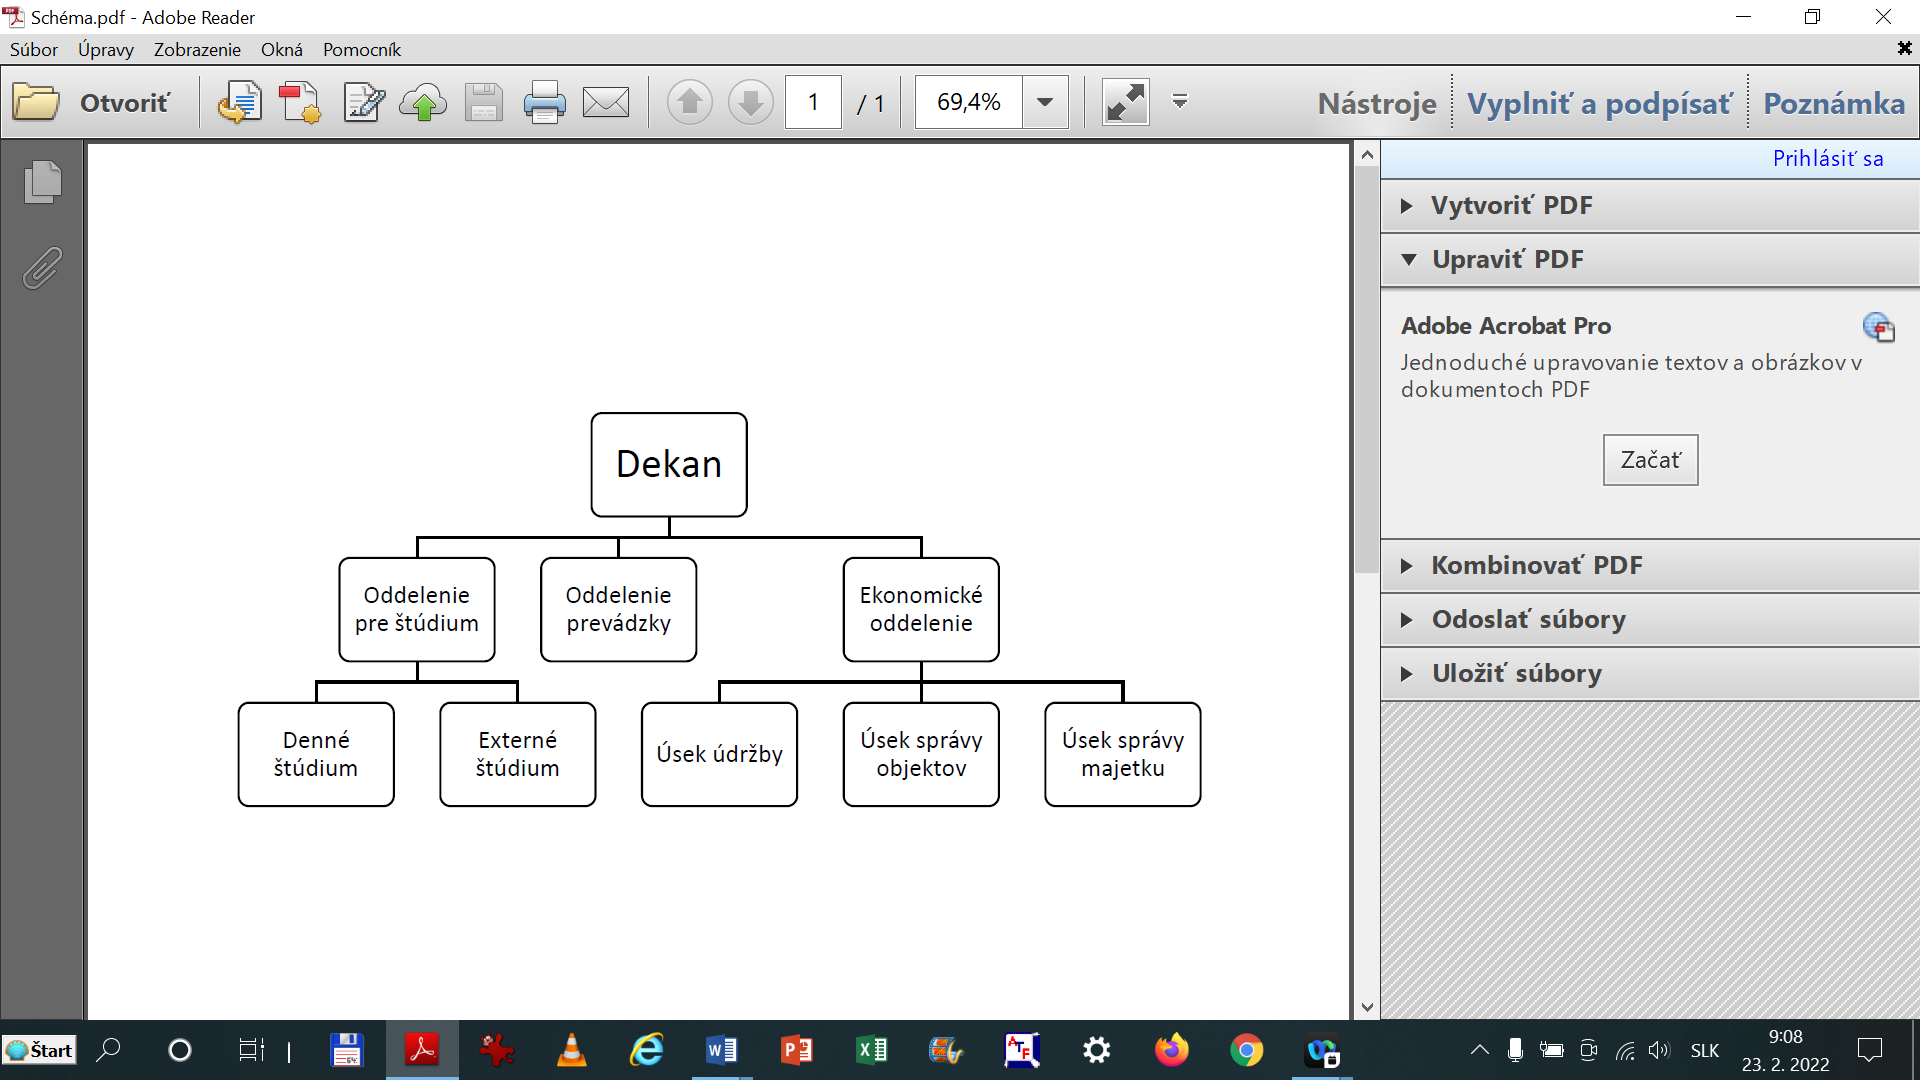 Schéma.pdf - Adobe Reader
Súbor Úpravy Zobrazenie Okná Pomocník
Otvoriť 1 / 1 69,4% Nástroje Vyplniť a podpísať Poznámka
Prihlásiť sa
Vytvoriť PDF
Upraviť PDF
Adobe Acrobat Pro
Jednoduché upravovanie textov a obrázkov v
dokumentoch PDF
Začať
Kombinovať PDF
Odoslať súbory
Uložiť súbory
Dekan
Oddelenie
pre štúdium
Oddelenie
prevádzky
Ekonomické
oddelenie
Denné
štúdium
Externé
štúdium
Úsek údržby
Úsek správy
objektov
Úsek správy
majetku
Štart
64
ATF
SLK
9:08
23. 2. 2022